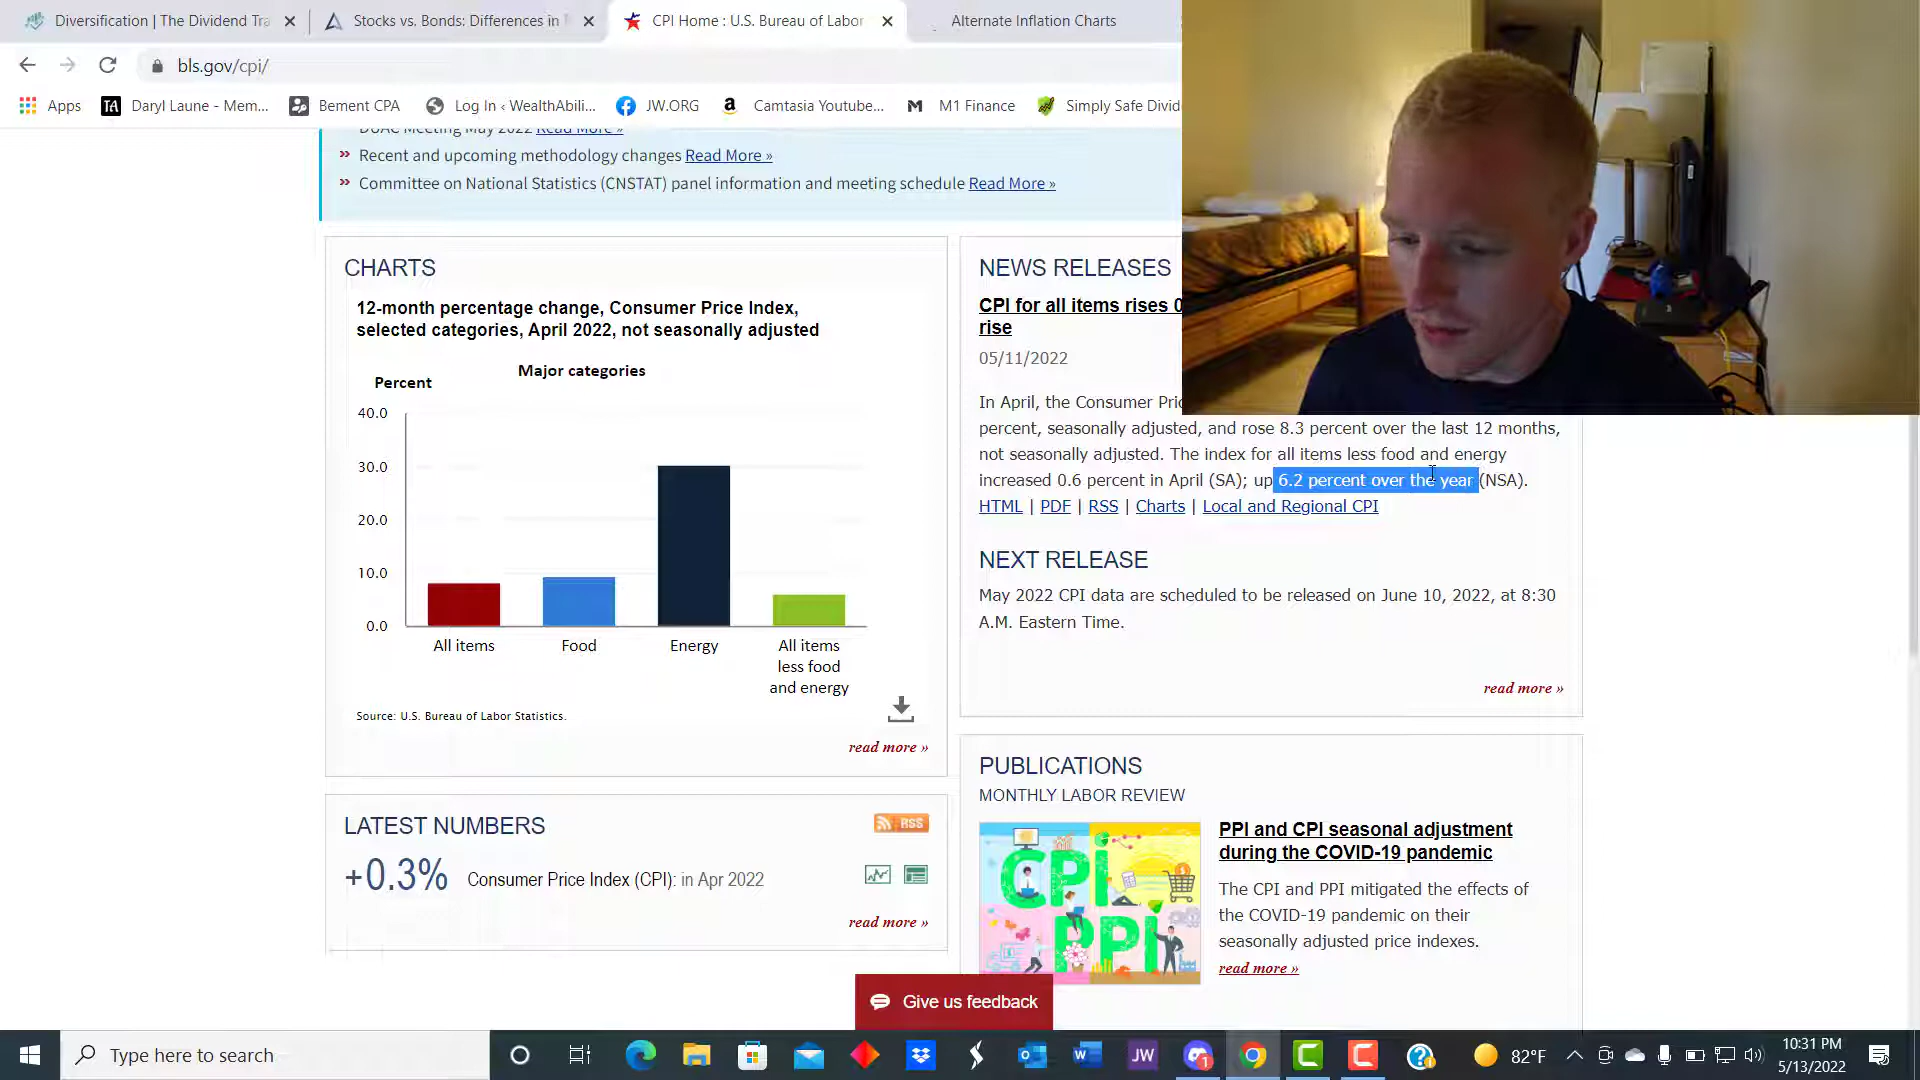 Diversification | The Dividend Tra
Stocks vs. Bonds: Differences in
CPI Home : U.S. Bureau of Labor
Alternate Inflation Charts
bls.gov/cpi/
Apps
Daryl Laune - Mem...
Bement CPA
Log In ‹ WealthAbili...
JW.ORG
Camtasia Youtube...
M1 Finance
Simply Safe Divid
DUAC Meeting May 2022 Read More »
Recent and upcoming methodology changes Read More »
Committee on National Statistics (CNSTAT) panel information and meeting schedule Read More »
CHARTS
12-month percentage change, Consumer Price Index,
selected categories, April 2022, not seasonally adjusted
Major categories
Percent
40.0
30.0
20.0
10.0
0.0
All items
Food
Energy
All items
less food
and energy
Source: U.S. Bureau of Labor Statistics.
read more »
LATEST NUMBERS
RSS
+0.3%
Consumer Price Index (CPI): in Apr 2022
read more »
NEWS RELEASES
CPI for all items rises 0
rise
05/11/2022
In April, the Consumer Pric
percent, seasonally adjusted, and rose 8.3 percent over the last 12 months,
not seasonally adjusted. The index for all items less food and energy
increased 0.6 percent in April (SA); up 6.2 percent over the year (NSA).
HTML | PDF | RSS | Charts | Local and Regional CPI
NEXT RELEASE
May 2022 CPI data are scheduled to be released on June 10, 2022, at 8:30
A.M. Eastern Time.
read more »
PUBLICATIONS
MONTHLY LABOR REVIEW
CPI
PPI
PPI and CPI seasonal adjustment
during the COVID-19 pandemic
The CPI and PPI mitigated the effects of
the COVID-19 pandemic on their
seasonally adjusted price indexes.
read more »
Give us feedback
Type here to search
JW
82°F
10:31 PM
5/13/2022